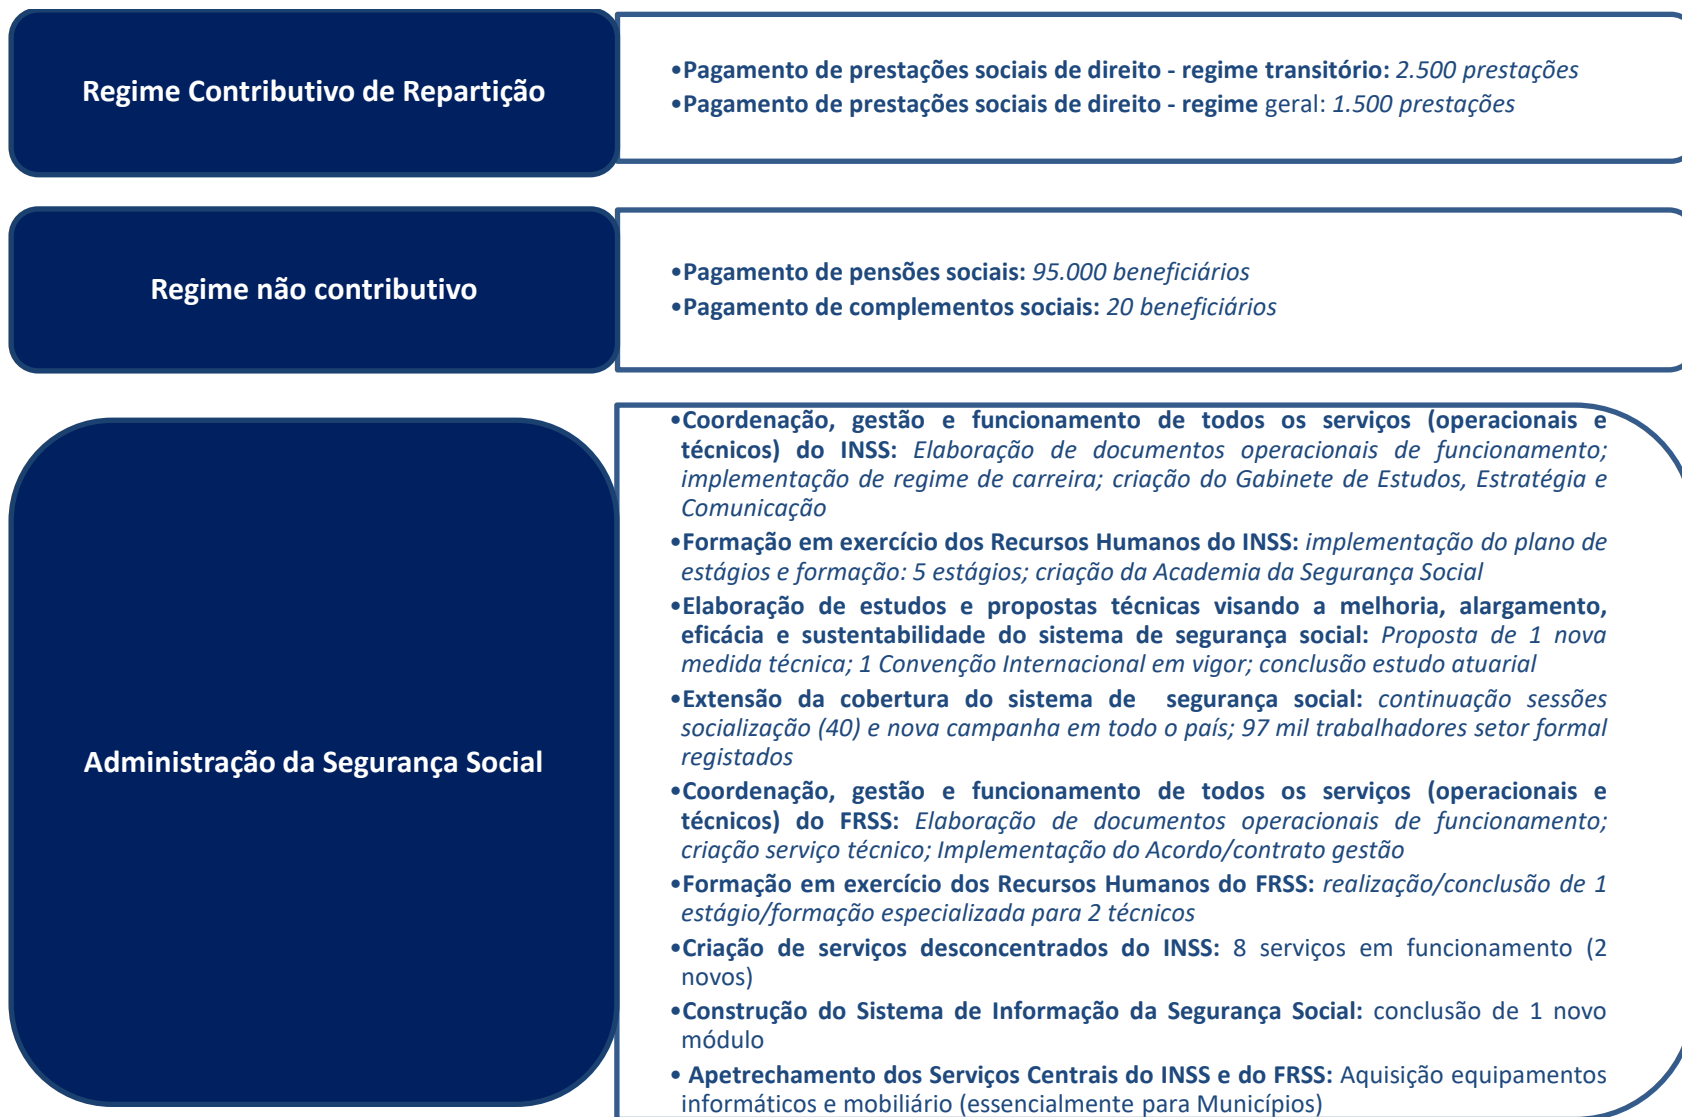 Regime Contributivo de Repartição
•Pagamento de prestações sociais de direito - regime transitório: 2.500 prestações
•Pagamento de prestações sociais de direito - regime geral: 1.500 prestações
Regime não contributivo
•Pagamento de pensões sociais: 95.000 beneficiários
•Pagamento de complementos sociais: 20 beneficiários
Administração da Segurança Social
•Coordenação, gestão e funcionamento de todos os serviços (operacionais e
técnicos) do INSS: Elaboração de documentos operacionais de funcionamento;
implementação de regime de carreira; criação do Gabinete de Estudos, Estratégia e
Comunicação
•Formação em exercício dos Recursos Humanos do INSS: implementação do plano de
estágios e formação: 5 estágios; criação da Academia da Segurança Social
•Elaboração de estudos e propostas técnicas visando a melhoria, alargamento,
eficácia e sustentabilidade do sistema de segurança social: Proposta de 1 nova
medida técnica; 1 Convenção Internacional em vigor; conclusão estudo atuarial
•Extensão da cobertura do sistema de segurança social: continuação sessões
socialização (40) e nova campanha em todo o país; 97 mil trabalhadores setor formal
registados
•Coordenação, gestão e funcionamento de todos os serviços (operacionais e
técnicos) do FRSS: Elaboração de documentos operacionais de funcionamento;
criação serviço técnico; Implementação do Acordo/contrato gestão
•Formação em exercício dos Recursos Humanos do FRSS: realização/conclusão de 1
estágio/formação especializada para 2 técnicos
•Criação de serviços desconcentrados do INSS: 8 serviços em funcionamento (2
novos)
•Construção do Sistema de Informação da Segurança Social: conclusão de 1 novo
módulo
• Apetrechamento dos Serviços Centrais do INSS e do FRSS: Aquisição equipamentos
informáticos e mobiliário (essencialmente para Municípios)